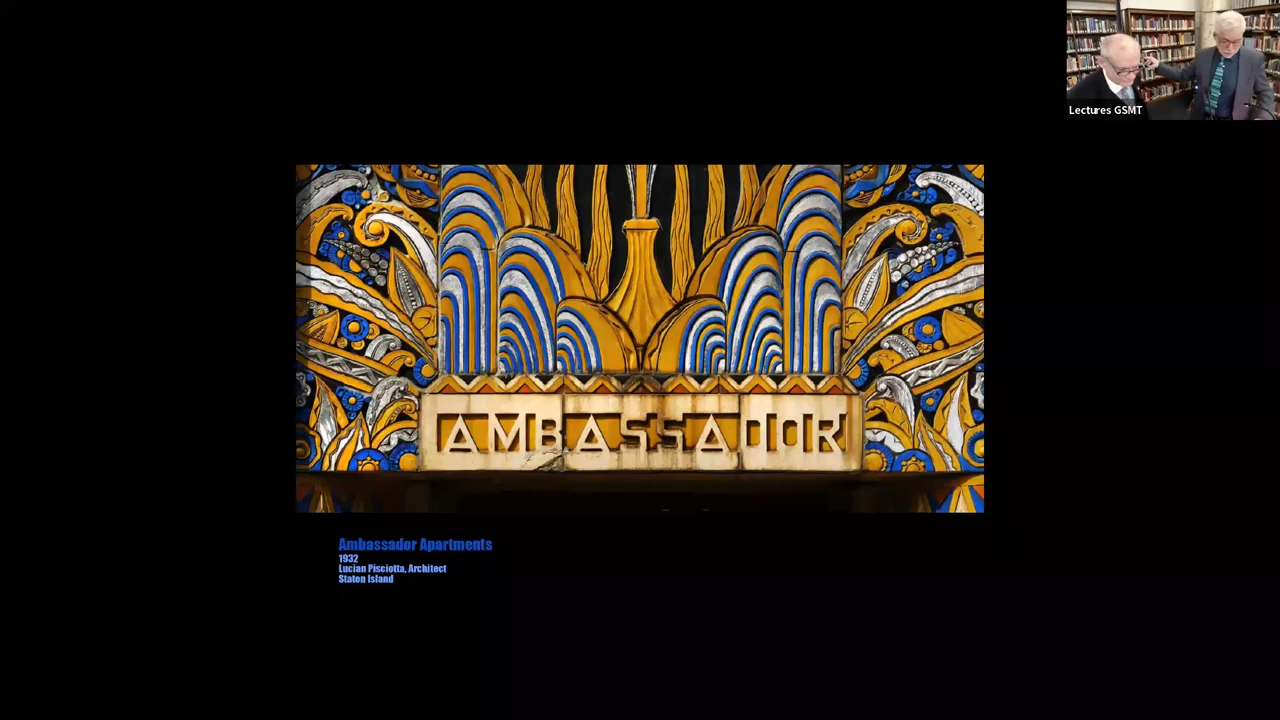 Lectures GSMT
AMBASSADOR
Ambassador Apartments
1932
Lucian Pisciotta, Architect
Staten Island